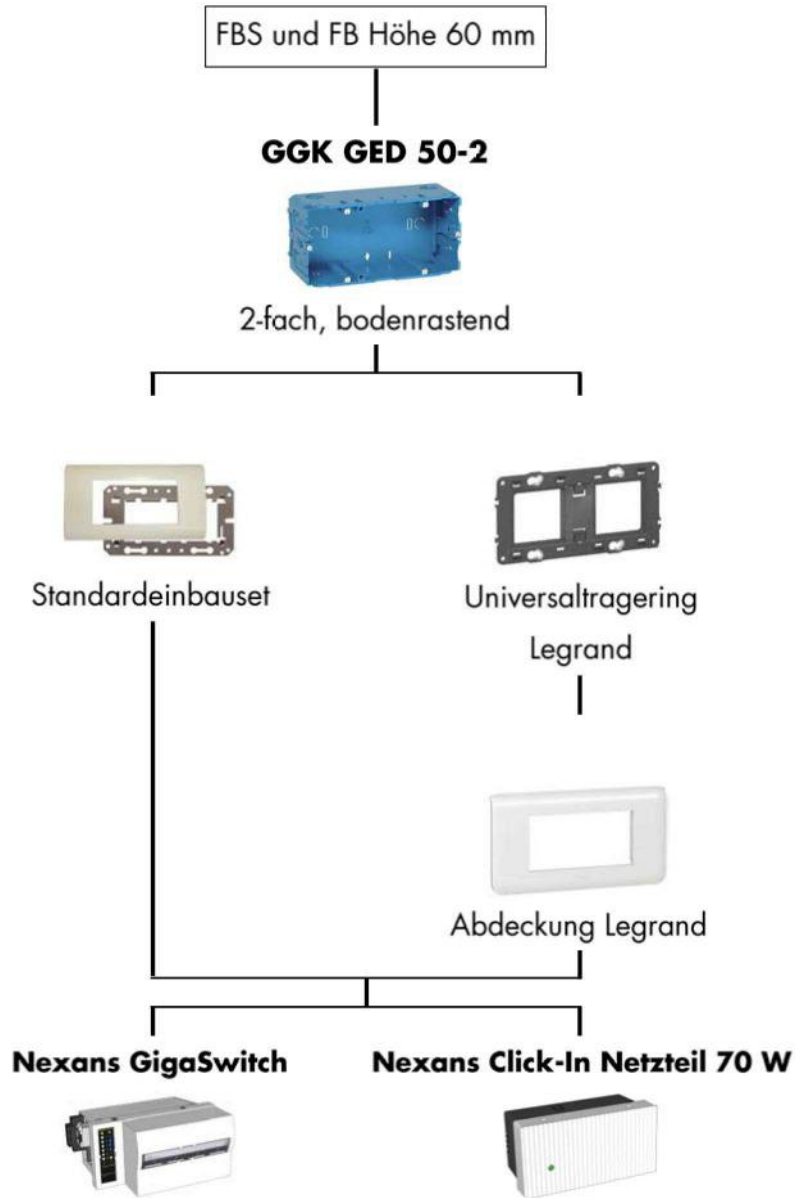 FBS und FB Höhe 60 mm
GGK GED 50-2
2-fach, bodenrastend
Standardeinbauset
Universaltragering
Legrand
Abdeckung Legrand
Nexans GigaSwitch
Nexans Click-In Netzteil 70 W